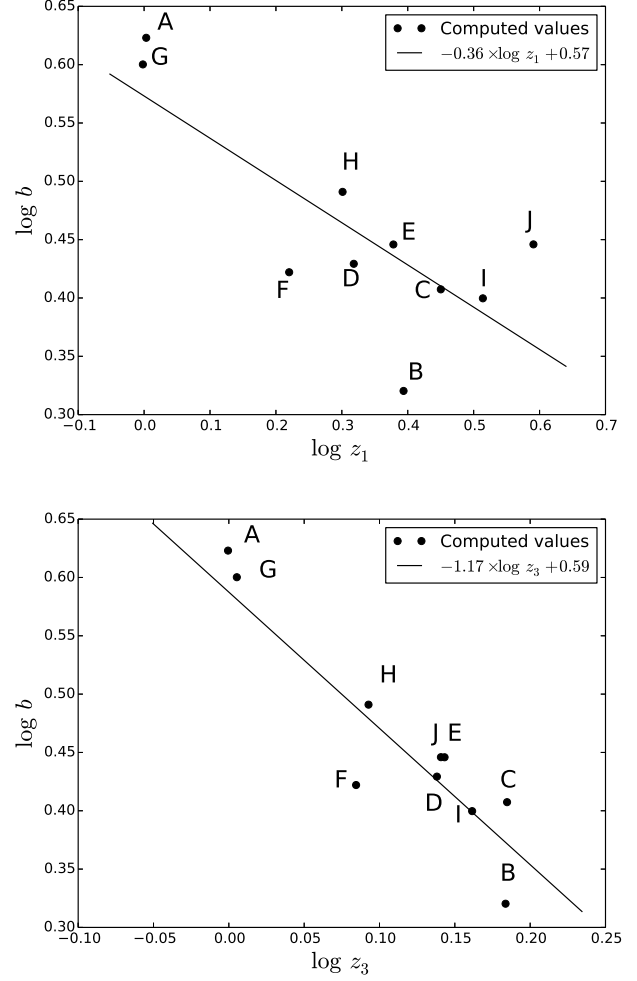 0.65
0.60
0.55
0.50
0.45
0.40
0.35
0.30
log b
Computed values
−0.36 ×log z₁ +0.57
A
G
H
E
J
F
D
C
I
B
−0.1 0.0 0.1 0.2 0.3 0.4 0.5 0.6 0.7
log z₁
0.65
0.60
0.55
0.50
0.45
0.40
0.35
0.30
log b
Computed values
−1.17 ×log z₃ +0.59
A
G
H
J E
F
D
I
C
B
−0.10 −0.05 0.00 0.05 0.10 0.15 0.20 0.25
log z₃